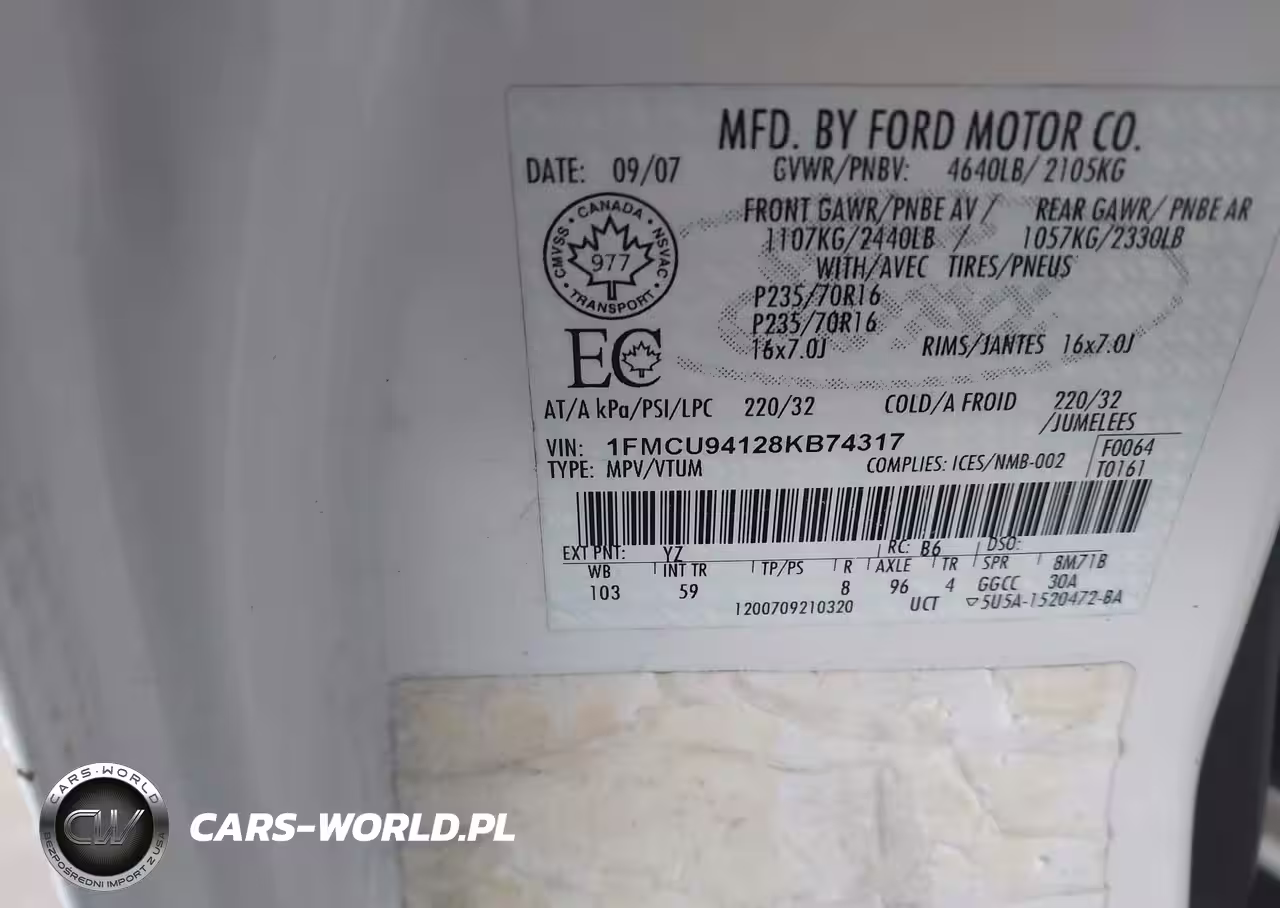 MFD. BY FORD MOTOR CO.
DATE: 09/07 GVWR/PNBV: 4640LB/ 2105KG
FRONT GAWR/PNBE AV / REAR GAWR/ PNBE AR
1107KG/2440LB / 1057KG/2330LB
WITH/AVEC TIRES/PNEUS
P235/70R16
P235/70R16
16x7.0J RIMS/JANTES 16x7.0J
CANADA
CMVSS 977 NSVAC
TRANSPORT
EC
AT/A kPa/PSI/LPC 220/32 COLD/A FROID 220/32
/JUMELEES
VIN: 1FMCU94128KB74317 F0064
TYPE: MPV/VTUM COMPLIES: ICES/NMB-002 T0161
EXT PNT: YZ RC: B6 DSO:
WB INT TR TP/PS R AXLE TR SPR 8M71B
103 59 8 96 4 GGCC 30A
1200709210320 UCT ▽5U5A-1520472-BA
CARS-WORLD
CW
BEZPOŚREDNI IMPORT Z USA
CARS-WORLD.PL